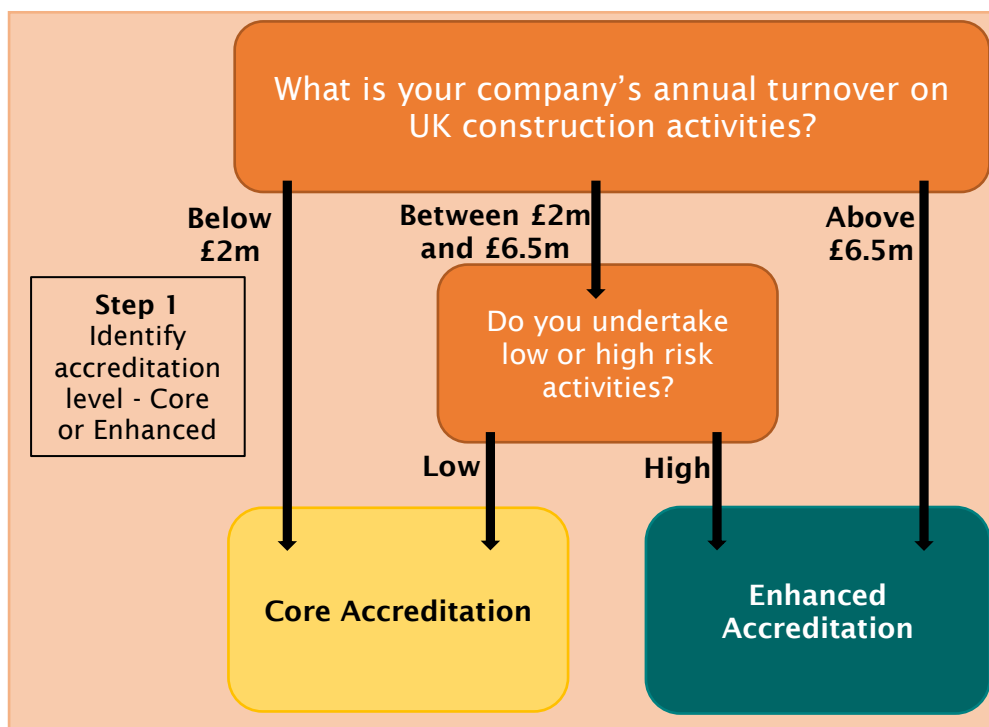 What is your company’s annual turnover on
UK construction activities?
Below
£2m
Between £2m
and £6.5m
Above
£6.5m
Step 1
Identify
accreditation
level - Core
or Enhanced
Do you undertake
low or high risk
activities?
Low
High
Core Accreditation
Enhanced
Accreditation